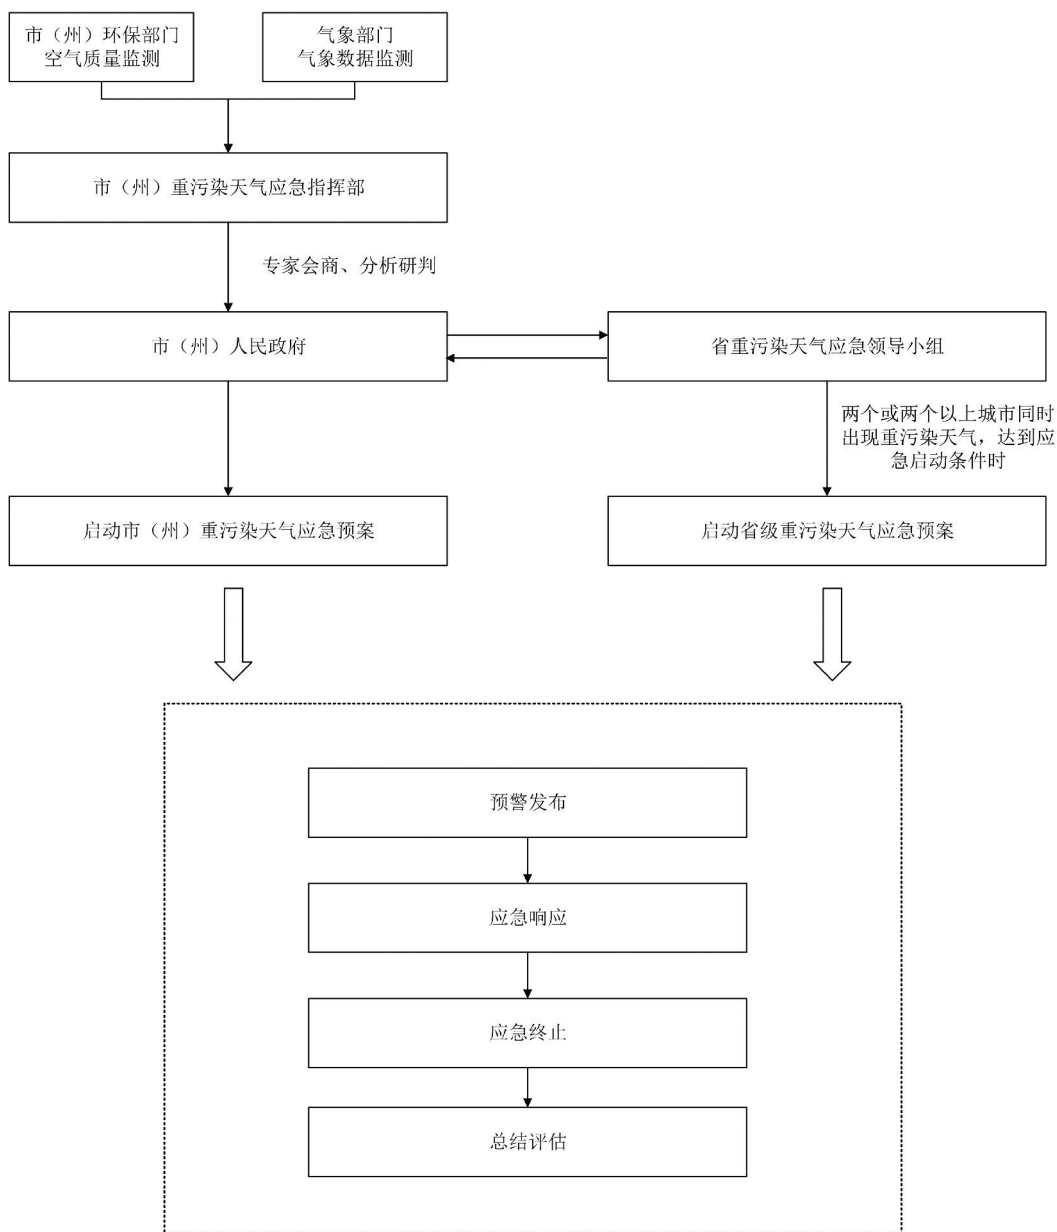 市（州）环保部门
空气质量监测
气象部门
气象数据监测
市（州）重污染天气应急指挥部
专家会商、分析研判
市（州）人民政府
省重污染天气应急领导小组
两个或两个以上城市同时
出现重污染天气，达到应
急启动条件时
启动市（州）重污染天气应急预案
启动省级重污染天气应急预案
预警发布
应急响应
应急终止
总结评估